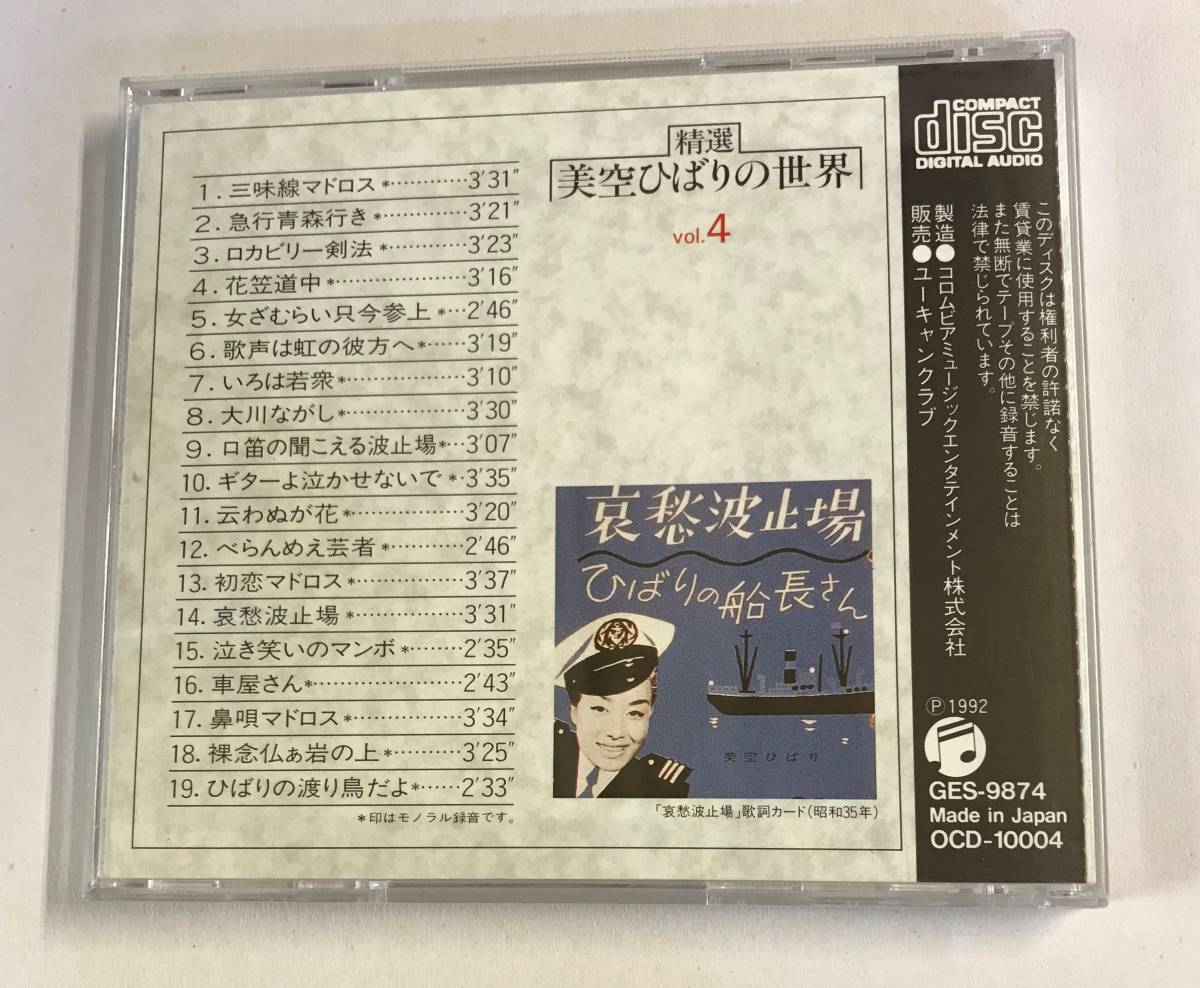 1. 三味線マドロス*…………3'31"
2. 急行青森行き*…………3'21"
3. ロカビリー剣法*…………3'23"
4. 花笠道中*………………3'16"
5. 女ざむらい只今参上*…2'46"
6. 歌声は虹の彼方へ*……3'19"
7. いろは若衆*………………3'10"
8. 大川ながし*………………3'30"
9. 口笛の聞こえる波止場*…3'07"
10. ギターよ泣かせないで*・3'35"
11. 云わぬが花*………………3'20"
12. べらんめえ芸者*…………2'46"
13. 初恋マドロス*……………3'37"
14. 哀愁波止場*………………3'31"
15. 泣き笑いのマンボ*………2'35"
16. 車屋さん*…………………2'43"
17. 鼻唄マドロス*……………3'34"
18. 裸念仏ぁ岩の上*…………3'25"
19. ひばりの渡り鳥だよ*……2'33"
*印はモノラル録音です。
精選
美空ひばりの世界
vol.4
哀愁波止場
ひばりの船長さん
美空ひばり
「哀愁波止場」歌詞カード(昭和35年)
COMPACT
disc
DIGITAL AUDIO
このディスクは権利者の許諾なく
賃貸業に使用することを禁じます。
また無断でテープその他に録音することは
法律で禁じられています。
製造●コロムビアミュージックエンタテインメント株式会社
販売●ユーキャンクラブ
Ⓟ1992
GES-9874
Made in Japan
OCD-10004